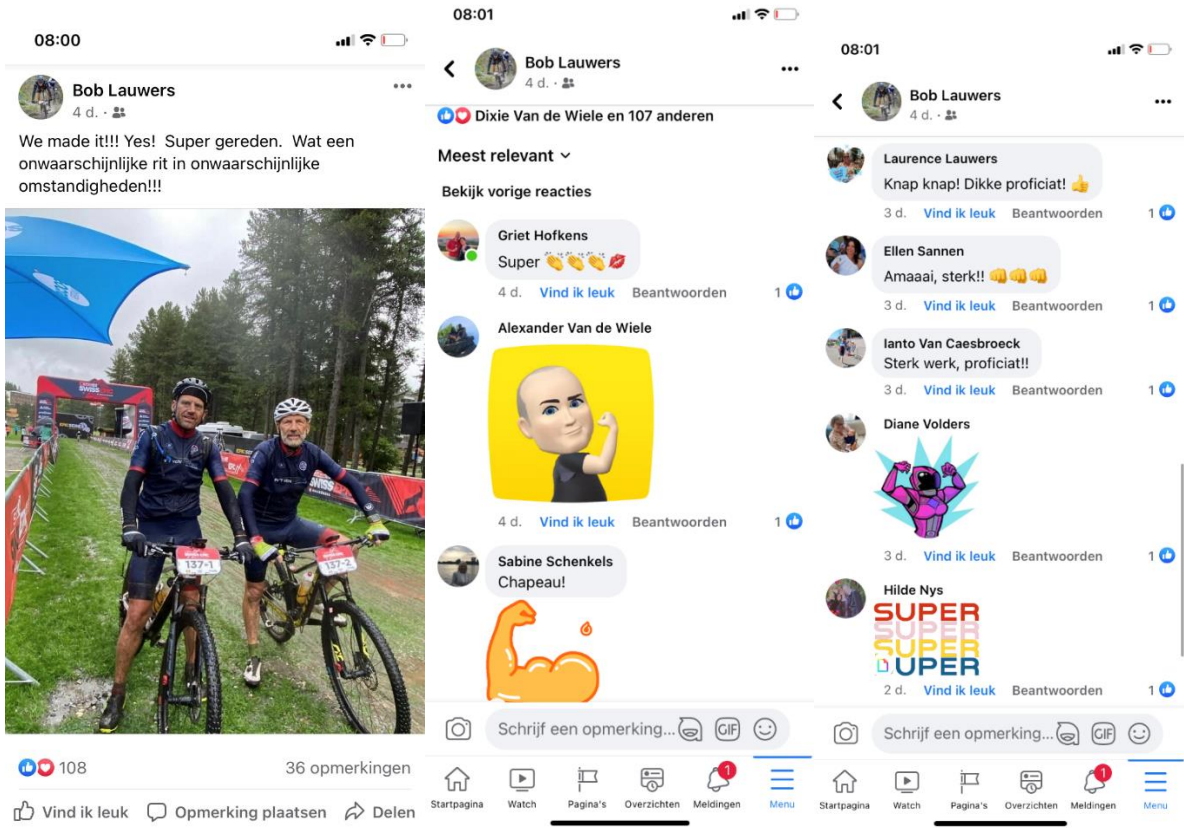 08:00
Bob Lauwers
4 d.
We made it!!! Yes! Super gereden. Wat een
onwaarschijnlijke rit in onwaarschijnlijke
omstandigheden!!!
SWISS EPIC
SWISS
137-1
137-2
108
36 opmerkingen
Vind ik leuk
Opmerking plaatsen
Delen
08:01
Bob Lauwers
4 d.
Dixie Van de Wiele en 107 anderen
Meest relevant
Bekijk vorige reacties
Griet Hofkens
Super
4 d. Vind ik leuk Beantwoorden 1
Alexander Van de Wiele
4 d. Vind ik leuk Beantwoorden 1
Sabine Schenkels
Chapeau!
Schrijf een opmerking...
GIF
1
Startpagina Watch Pagina's Overzichten Meldingen Menu
08:01
Bob Lauwers
4 d.
Laurence Lauwers
Knap knap! Dikke proficiat! 👍
3 d. Vind ik leuk Beantwoorden 1
Ellen Sannen
Amaaai, sterk!! 👊👊👊
3 d. Vind ik leuk Beantwoorden 1
Ianto Van Caesbroeck
Sterk werk, proficiat!!
3 d. Vind ik leuk Beantwoorden 1
Diane Volders
3 d. Vind ik leuk Beantwoorden 1
Hilde Nys
SUPER
SUPER
SUPER
UPER
2 d. Vind ik leuk Beantwoorden 1
Schrijf een opmerking...
GIF
1
Startpagina Watch Pagina's Overzichten Meldingen Menu